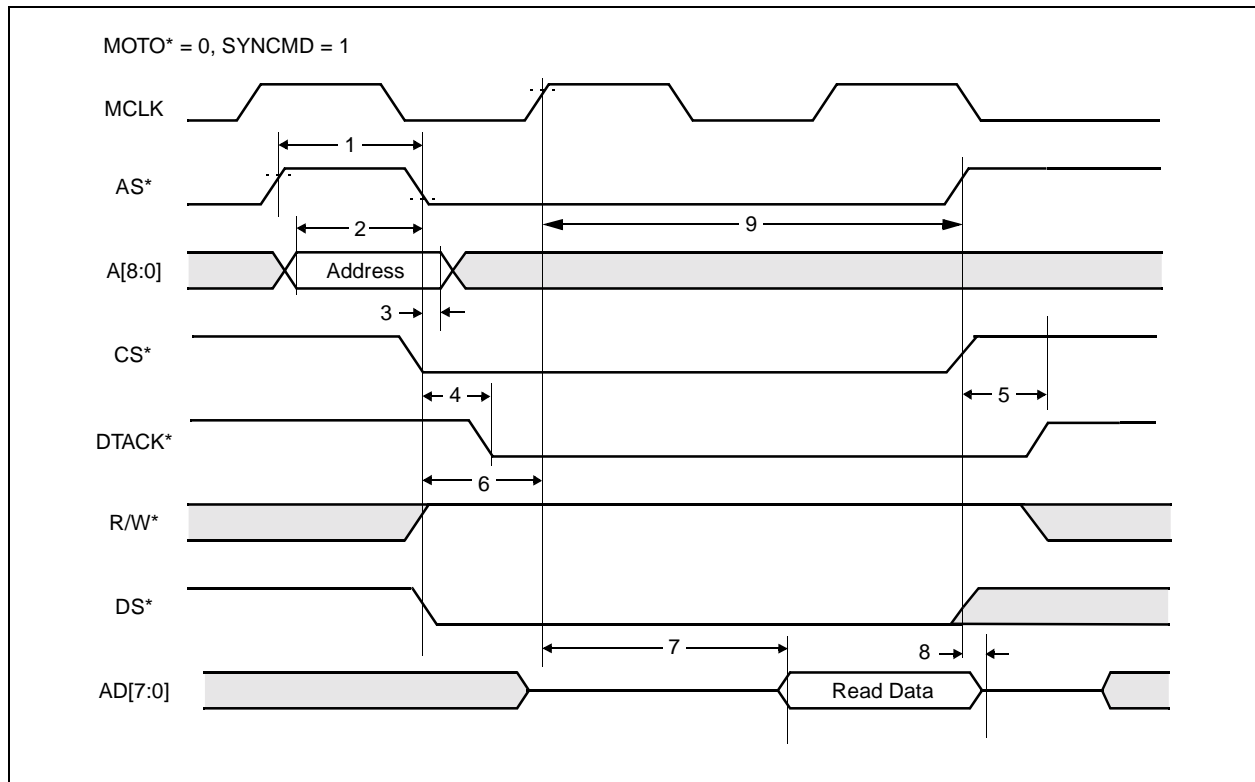 MOTO* = 0, SYNCMD = 1
MCLK
1
AS*
2
9
A[8:0]
Address
3
CS*
4
5
DTACK*
6
R/W*
DS*
7
8
AD[7:0]
Read Data